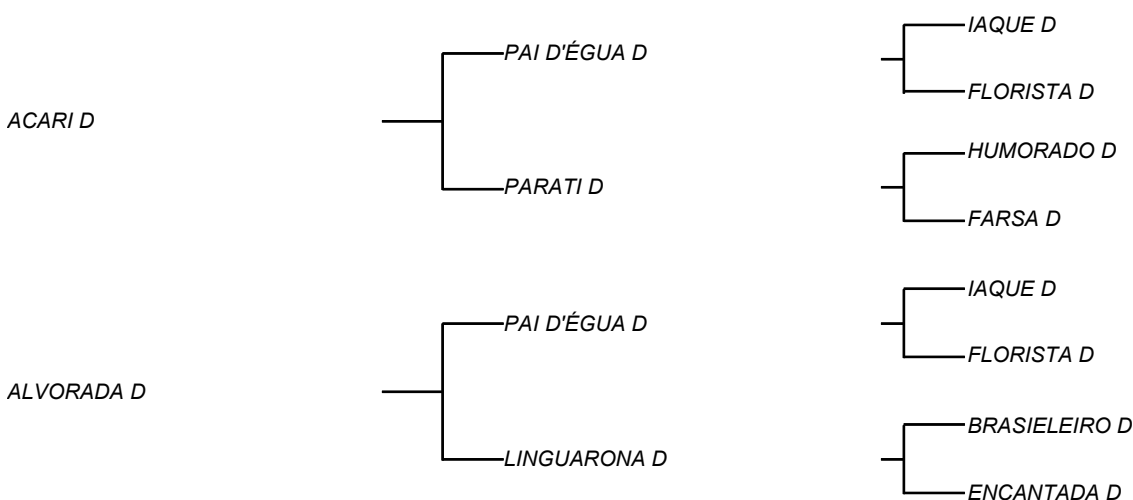 IAQUE D
PAI D'ÉGUA D
FLORISTA D
ACARI D
HUMORADO D
PARATI D
FARSA D
IAQUE D
PAI D'ÉGUA D
FLORISTA D
ALVORADA D
BRASIELEIRO D
LINGUARONA D
ENCANTADA D